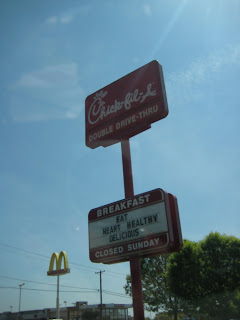 Chick-fil-A
DOUBLE DRIVE-THRU
BREAKFAST
EAT
HEART HEALTHY
DELICIOUS
CLOSED SUNDAY